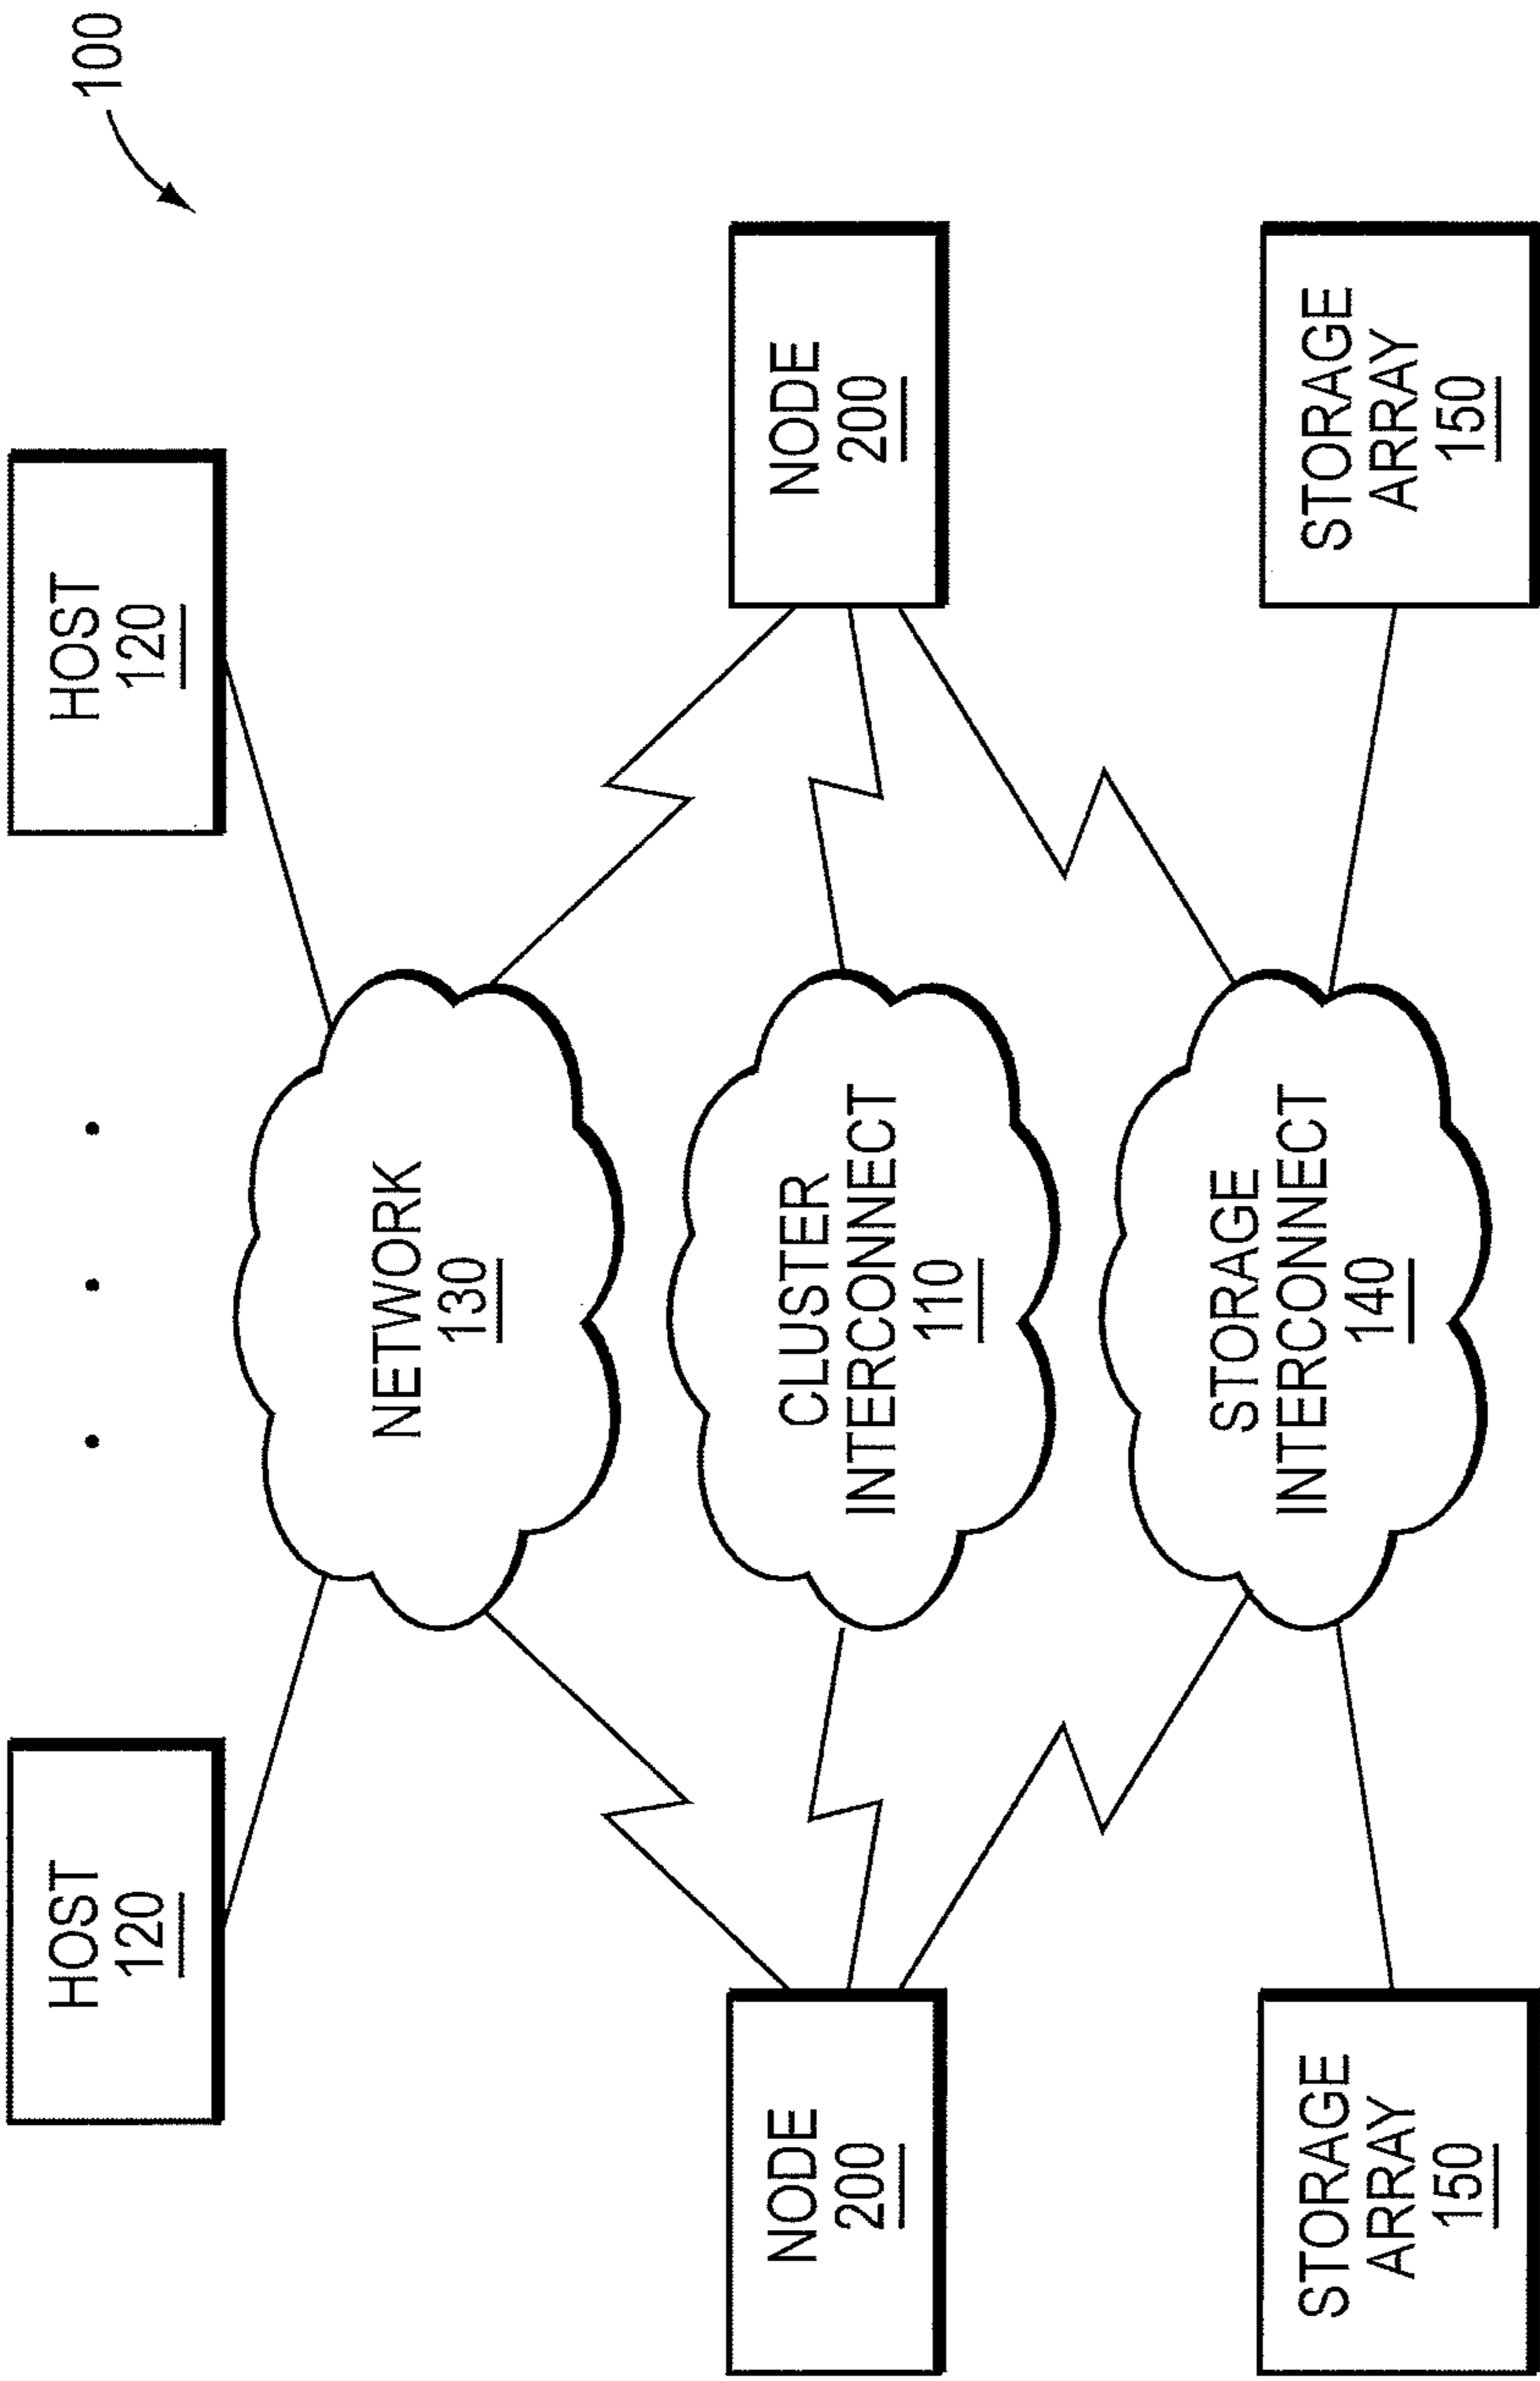 100
HOST
120
HOST
120
NETWORK
130
NODE
200
CLUSTER
INTERCONNECT
110
NODE
200
STORAGE
INTERCONNECT
140
STORAGE
ARRAY
150
STORAGE
ARRAY
150